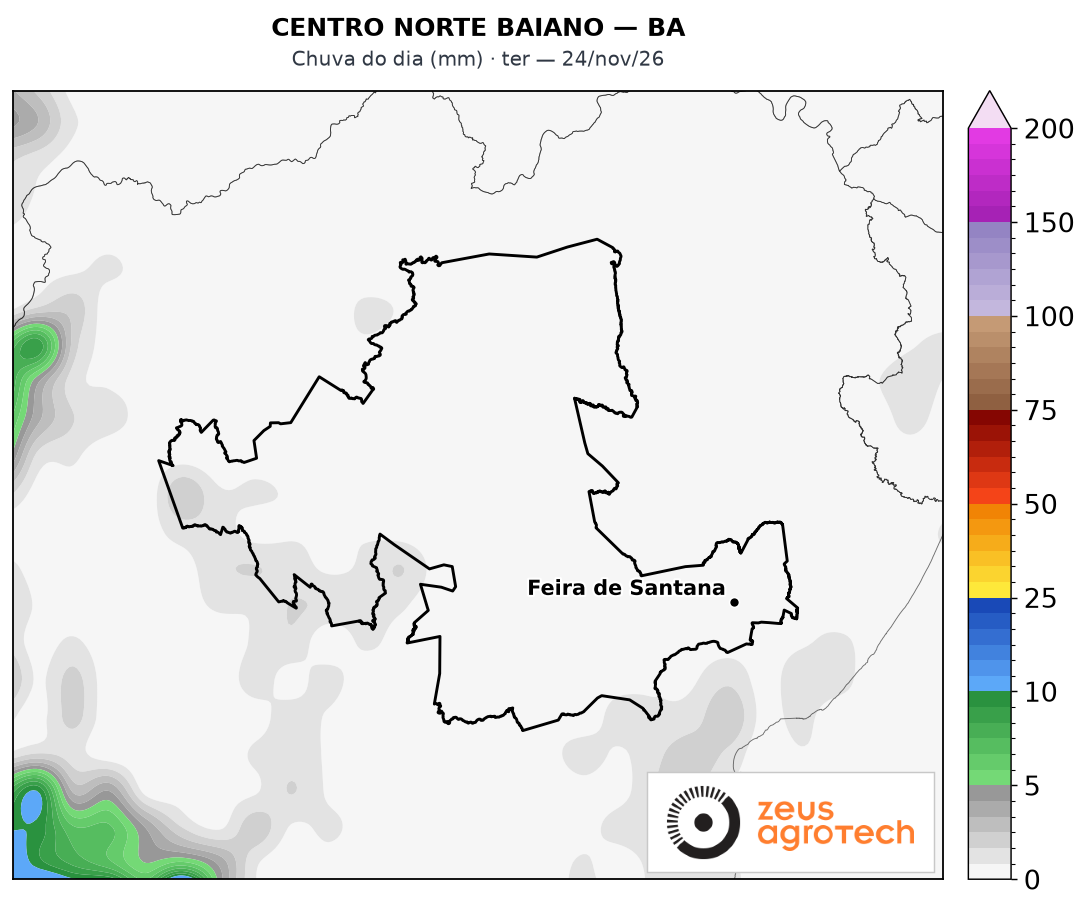 CENTRO NORTE BAIANO — BA
Chuva do dia (mm) · ter — 24/nov/26
200
150
100
75
50
25
10
5
0
Feira de Santana
zeus
agrotech